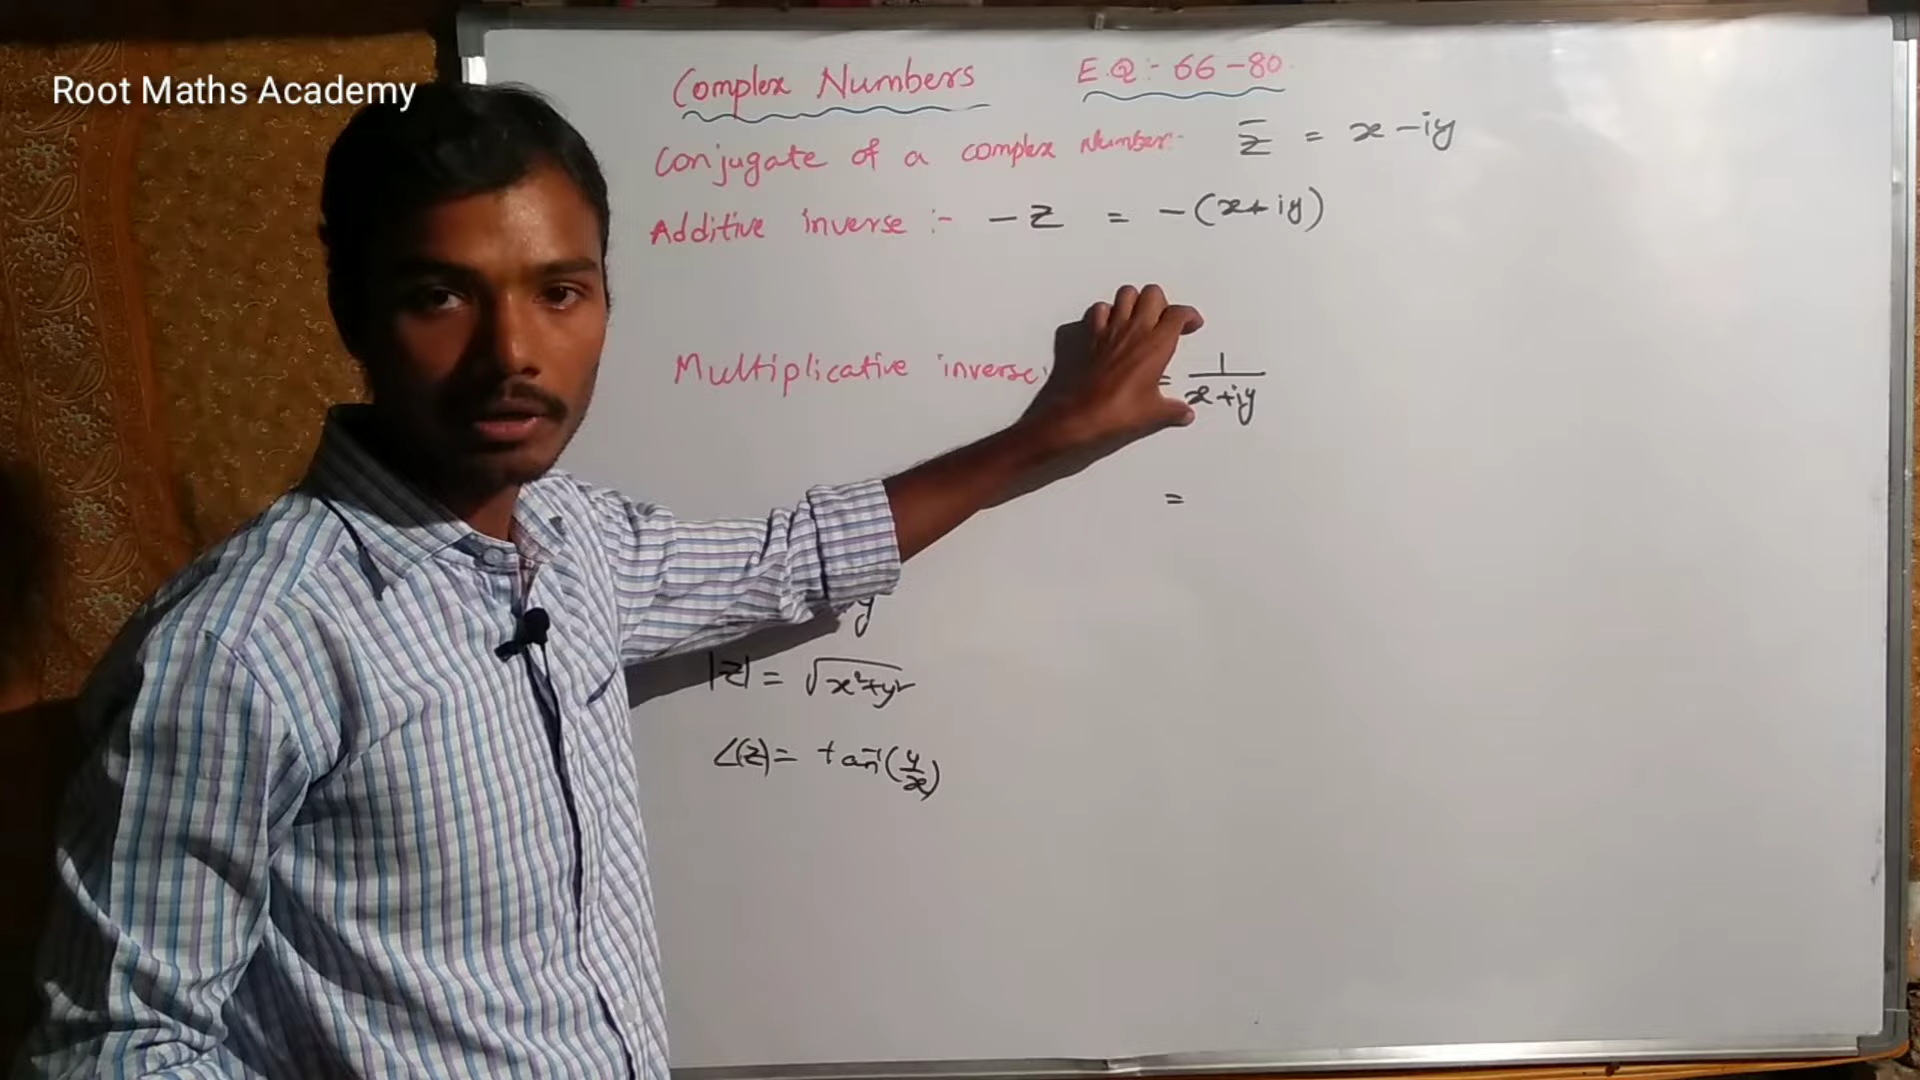 Root Maths Academy
Complex Numbers E.Q:- 66-80.
Conjugate of a complex Number:- z̅ = x-iy
Additive inverse :- -z = -(x+iy)
Multiplicative inverse: = 1/(x+iy)
=
y
|z| = √x²+y²
∠(z) = tan⁻¹(y/x)